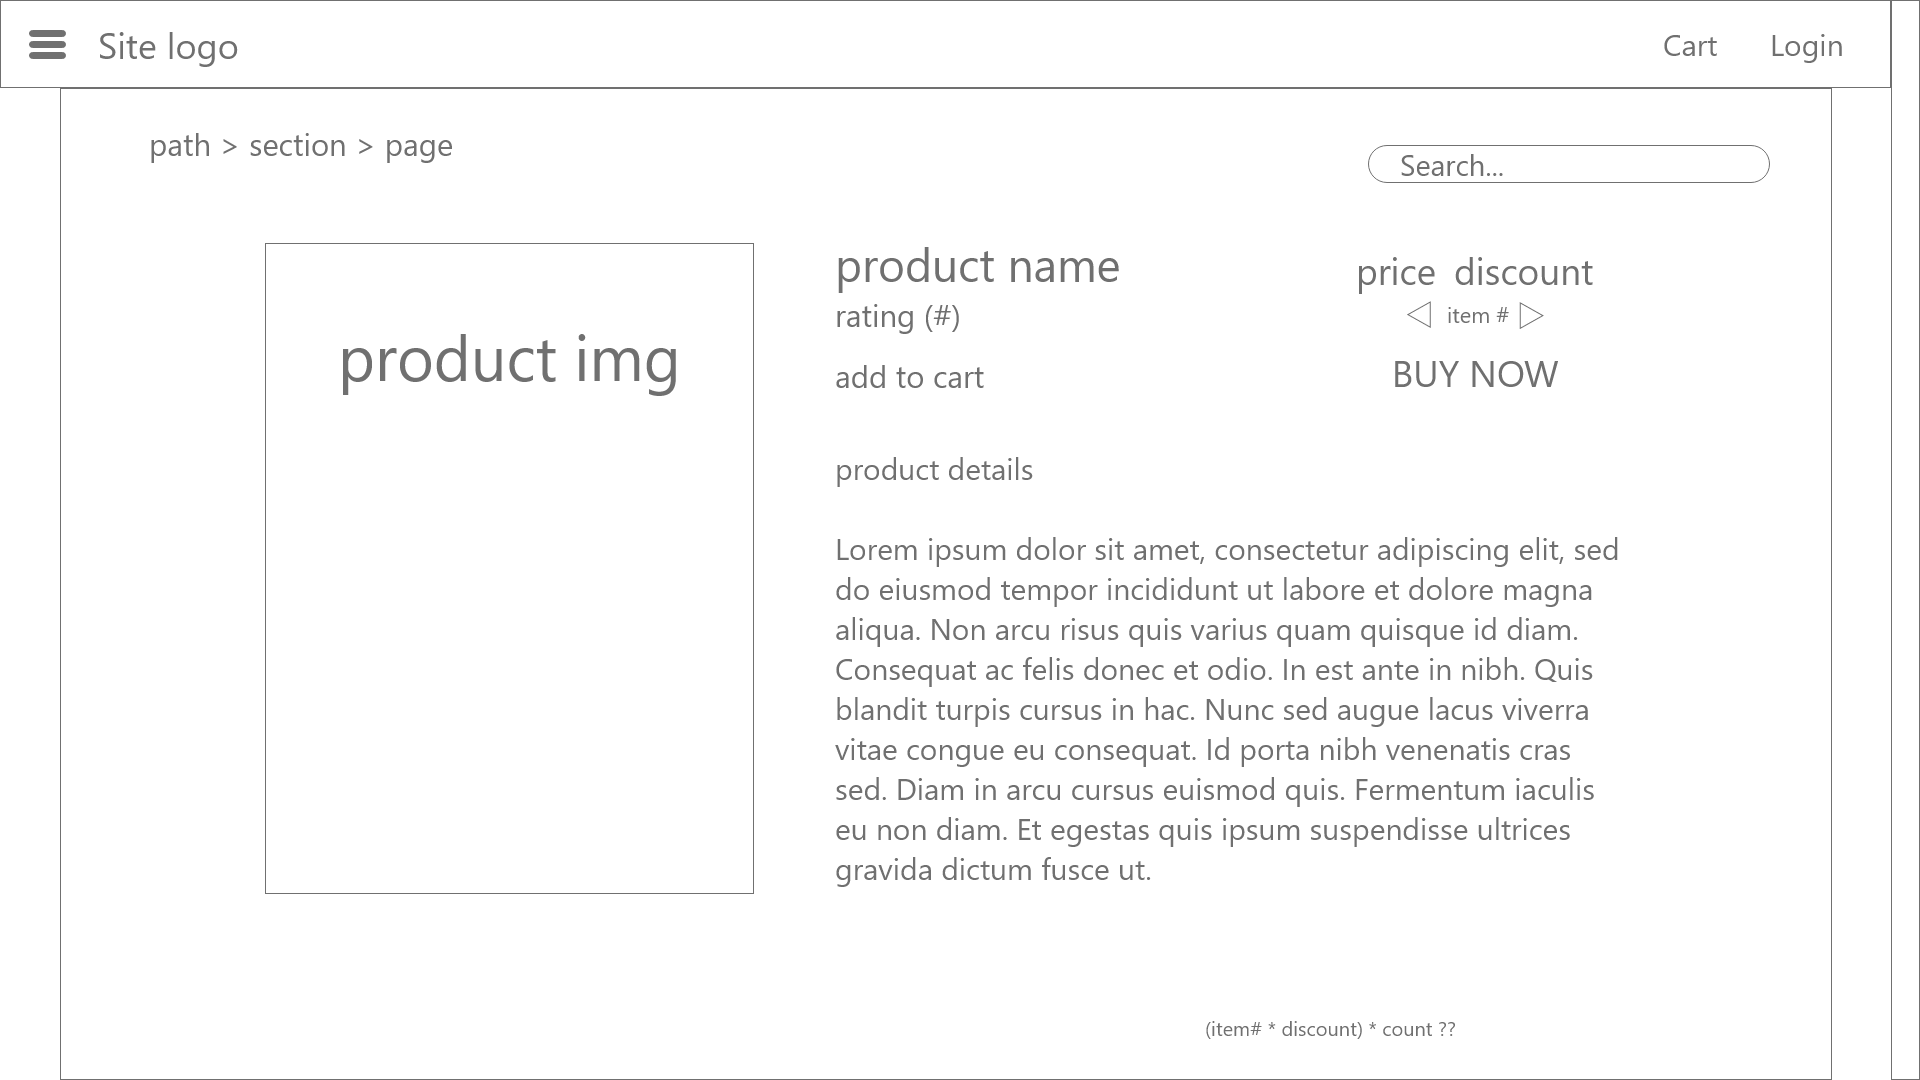 Site logo
Cart
Login
path > section > page
Search...
product img
product name
rating (#)
add to cart
price discount
item #
BUY NOW
product details
Lorem ipsum dolor sit amet, consectetur adipiscing elit, sed
do eiusmod tempor incididunt ut labore et dolore magna
aliqua. Non arcu risus quis varius quam quisque id diam.
Consequat ac felis donec et odio. In est ante in nibh. Quis
blandit turpis cursus in hac. Nunc sed augue lacus viverra
vitae congue eu consequat. Id porta nibh venenatis cras
sed. Diam in arcu cursus euismod quis. Fermentum iaculis
eu non diam. Et egestas quis ipsum suspendisse ultrices
gravida dictum fusce ut.
(item# * discount) * count ??